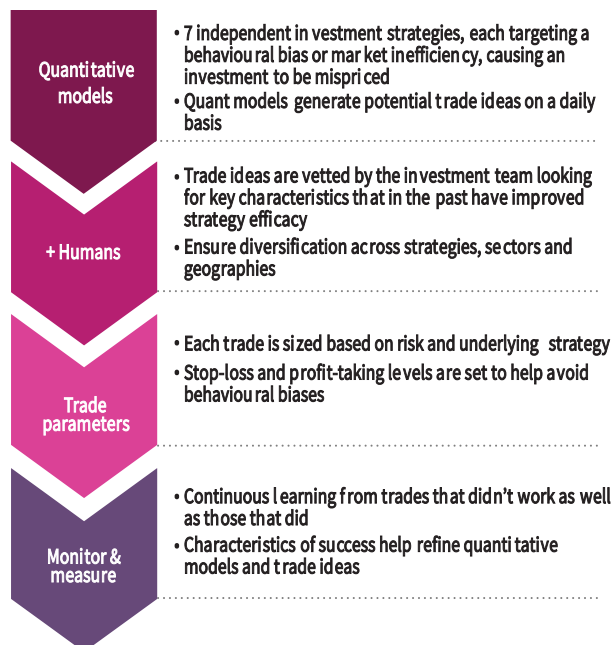 Quantitative
models
• 7 independent investment strategies, each targeting a
behavioural bias or market inefficiency, causing an
investment to be mispriced
• Quant models generate potential trade ideas on a daily
basis
+ Humans
• Trade ideas are vetted by the investment team looking
for key characteristics that in the past have improved
strategy efficacy
• Ensure diversification across strategies, sectors and
geographies
Trade
parameters
• Each trade is sized based on risk and underlying strategy
• Stop-loss and profit-taking levels are set to help avoid
behavioural biases
Monitor &
measure
• Continuous learning from trades that didn't work as well
as those that did
• Characteristics of success help refine quantitative
models and trade ideas